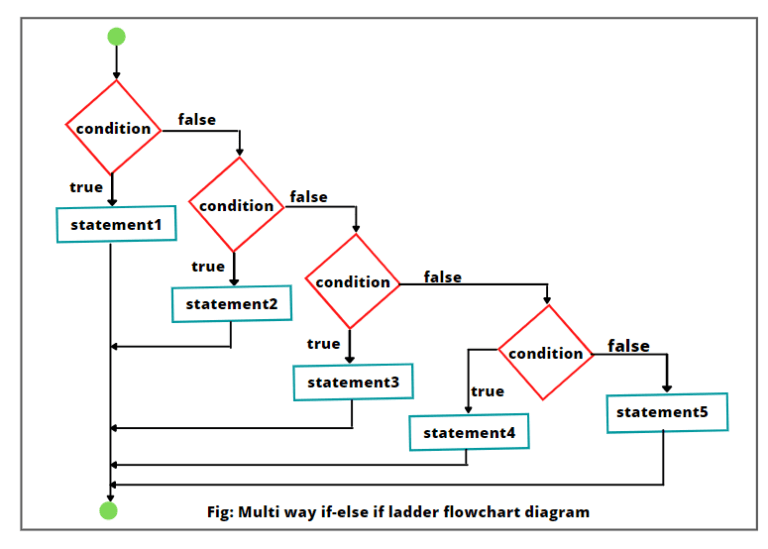 false
condition
true
false
statement1
condition
true
false
statement2
condition
true
false
condition
statement3
true
statement4
statement5
Fig: Multi way if-else if ladder flowchart diagram